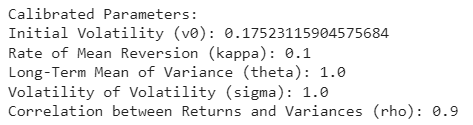 Calibrated Parameters:
Initial Volatility (v0): 0.17523115904575684
Rate of Mean Reversion (kappa): 0.1
Long-Term Mean of Variance (theta): 1.0
Volatility of Volatility (sigma): 1.0
Correlation between Returns and Variances (rho): 0.9